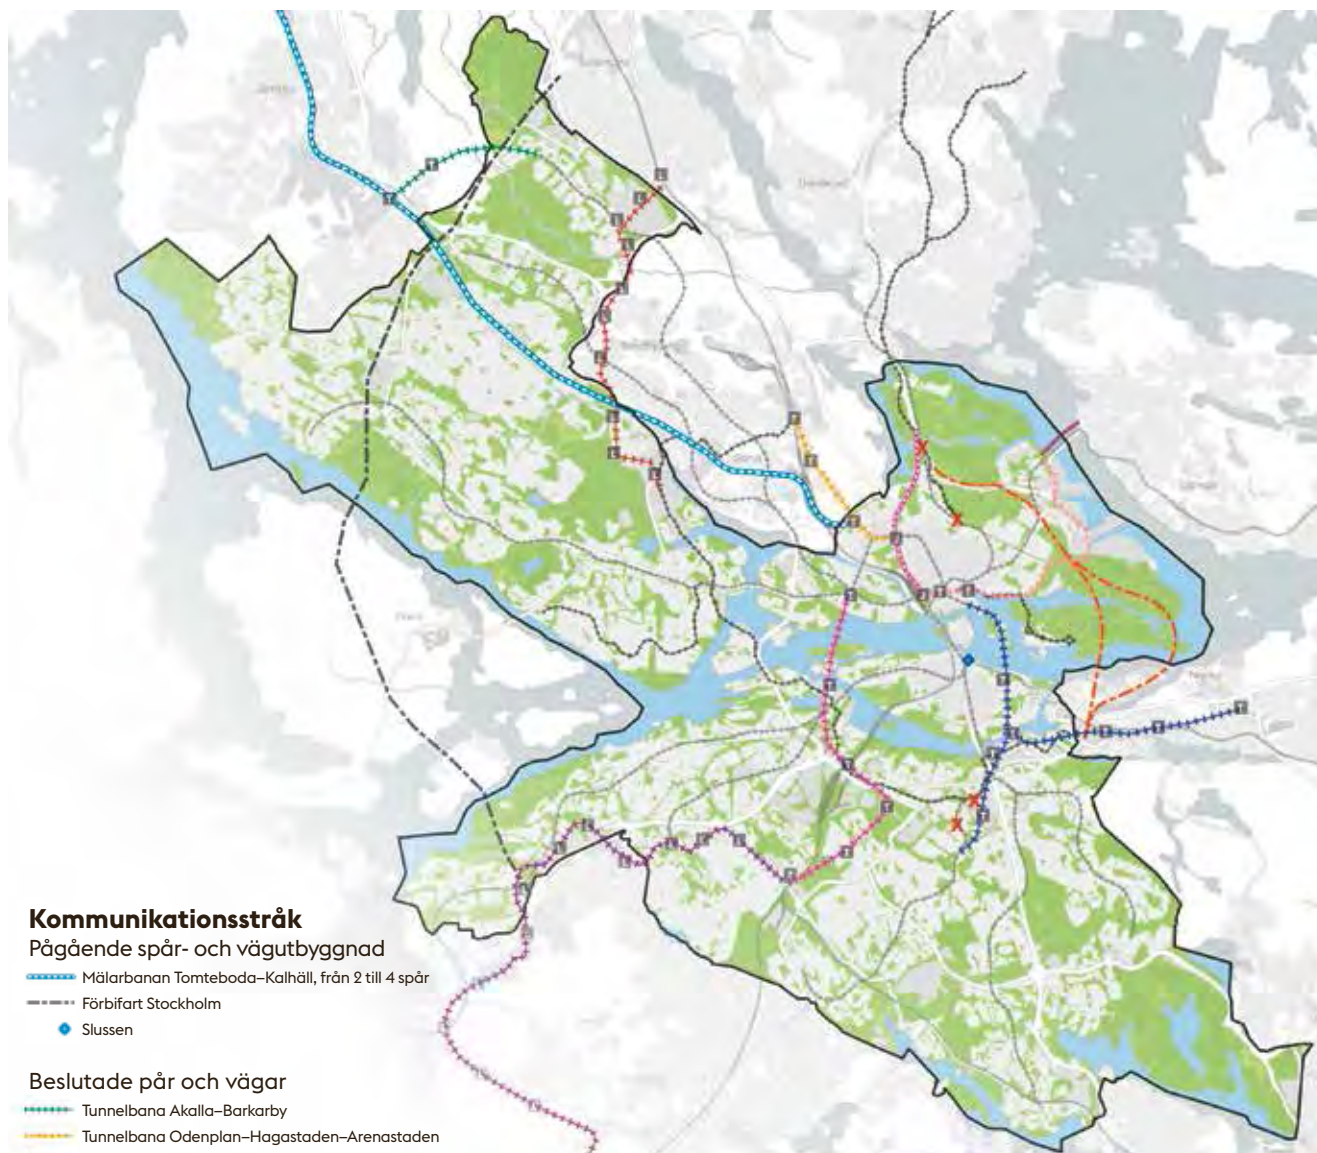 Kommunikationsstråk
Pågående spår- och vägutbyggnad
Mälarbanan Tomteboda–Kalhäll, från 2 till 4 spår
Förbifart Stockholm
Slussen
Beslutade pår och vägar
Tunnelbana Akalla–Barkarby
Tunnelbana Odenplan–Hagastaden–Arenastaden